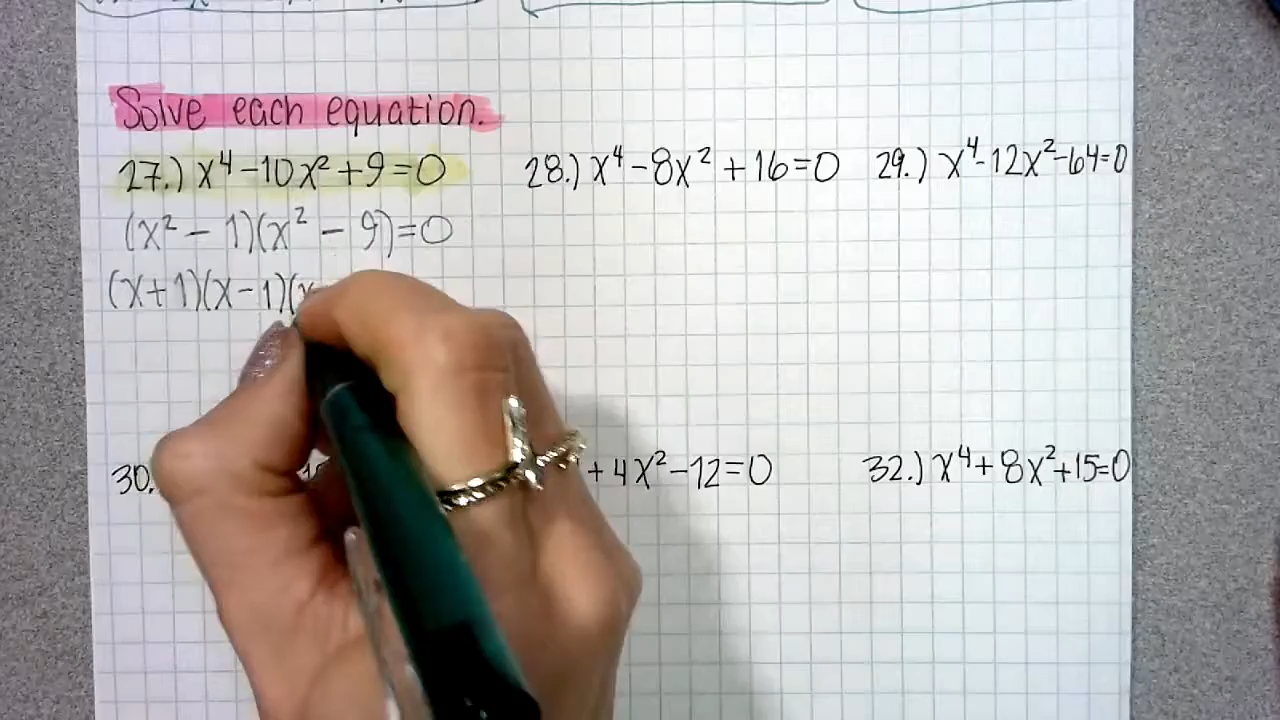 Solve each equation.
27.) x⁴ - 10x² + 9 = 0
(x² - 1)(x² - 9) = 0
(x + 1)(x - 1)(x
28.) x⁴ - 8x² + 16 = 0
29.) x⁴ - 12x² - 64 = 0
30.
+ 4x² - 12 = 0
32.) x⁴ + 8x² + 15 = 0